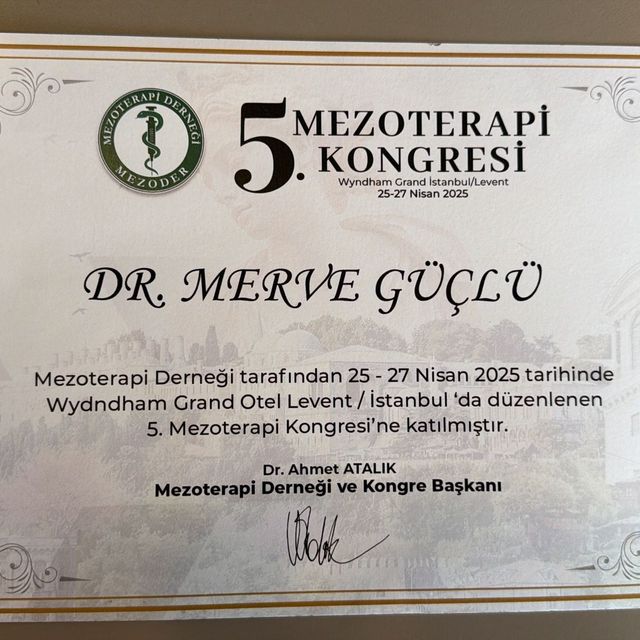 MEZOTERAPİ DERNEĞİ
MEZODER
5. MEZOTERAPİ
KONGRESİ
Wyndham Grand İstanbul/Levent
25-27 Nisan 2025
DR. MERVE GÜÇLÜ
Mezoterapi Derneği tarafından 25 - 27 Nisan 2025 tarihinde
Wydndham Grand Otel Levent / İstanbul ‘da düzenlenen
5. Mezoterapi Kongresi’ne katılmıştır.
Dr. Ahmet ATALIK
Mezoterapi Derneği ve Kongre Başkanı